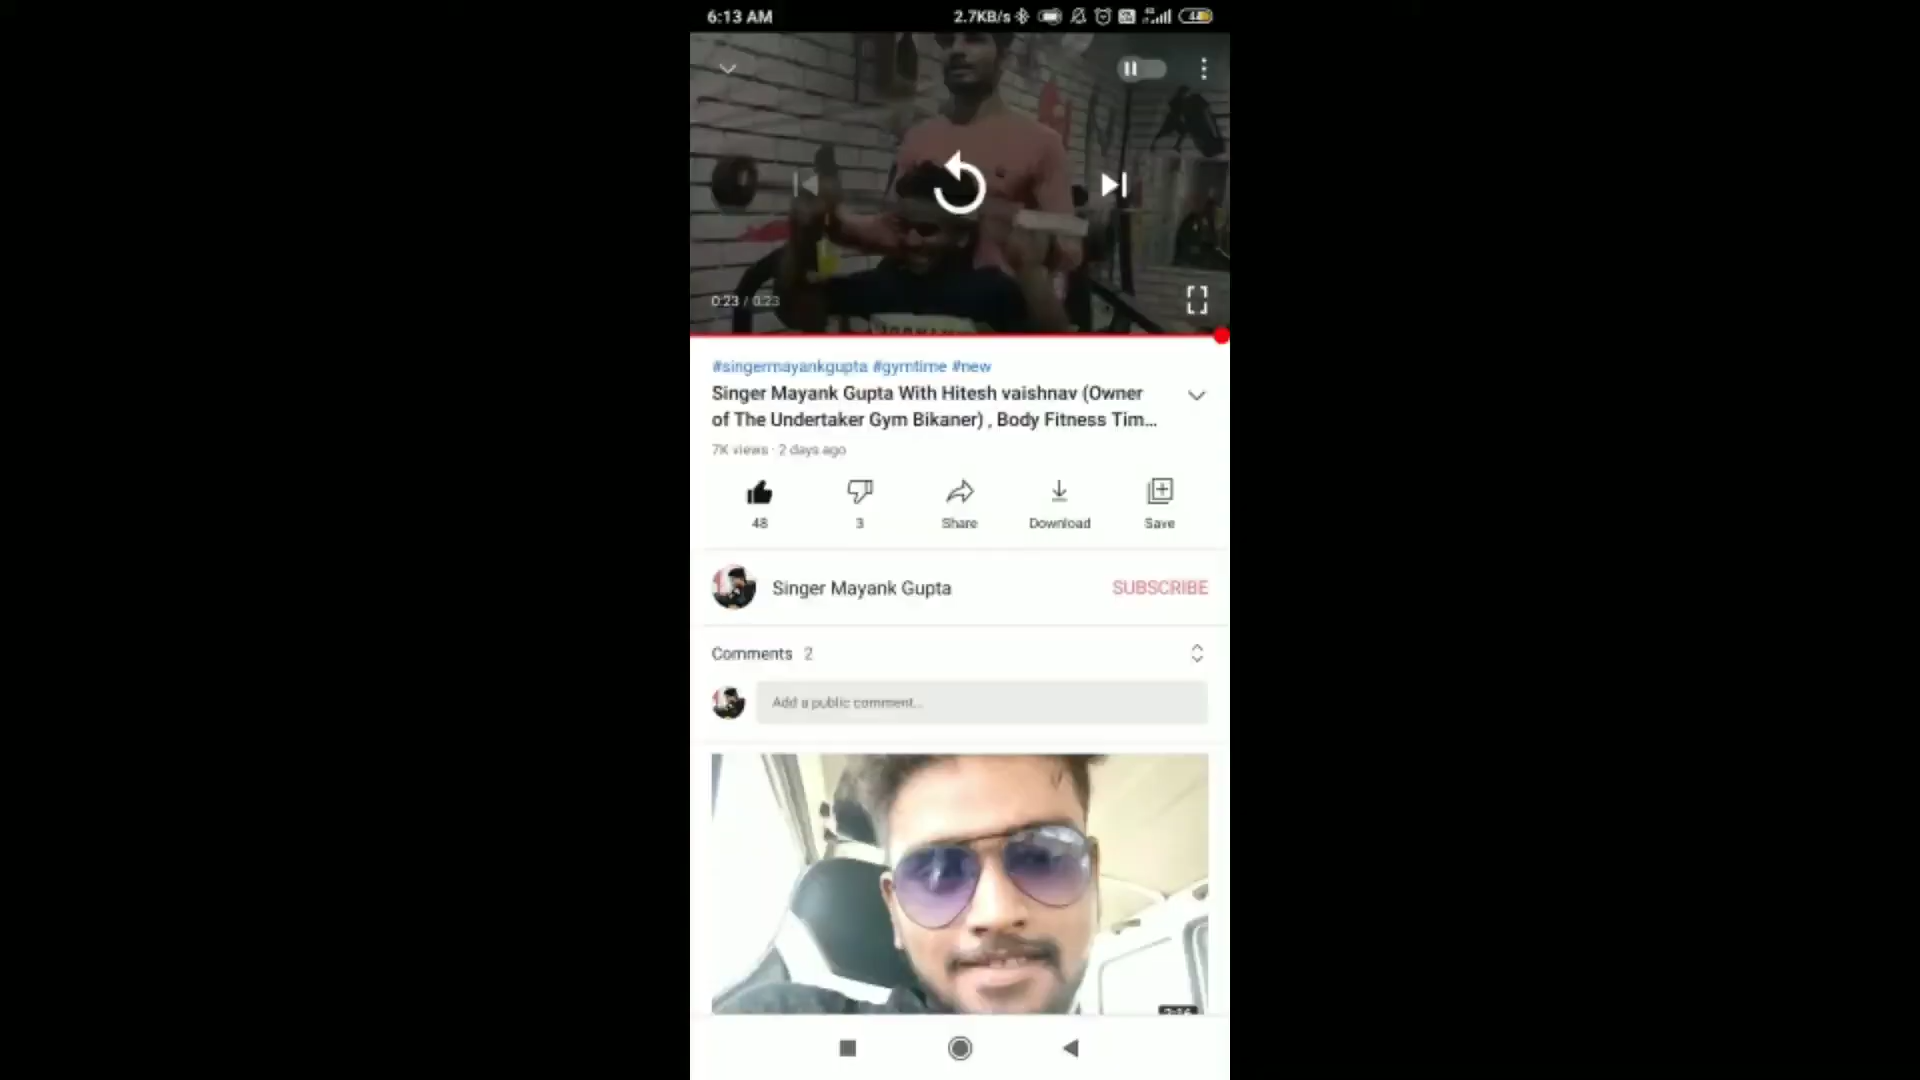 6:13 AM
2.7KB/s
0:23 / 0:23
#singermayankgupta #gymtime #new
Singer Mayank Gupta With Hitesh vaishnav (Owner
of The Undertaker Gym Bikaner) , Body Fitness Tim...
7K views · 2 days ago
48
3
Share
Download
Save
Singer Mayank Gupta
SUBSCRIBE
Comments 2
Add a public comment...